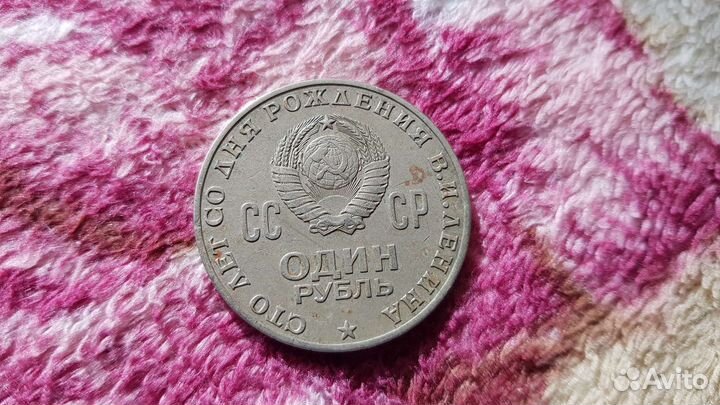 СТО ЛЕТ СО ДНЯ РОЖДЕНИЯ В.И.ЛЕНИНА
СС СР
ОДИН
РУБЛЬ
Avito